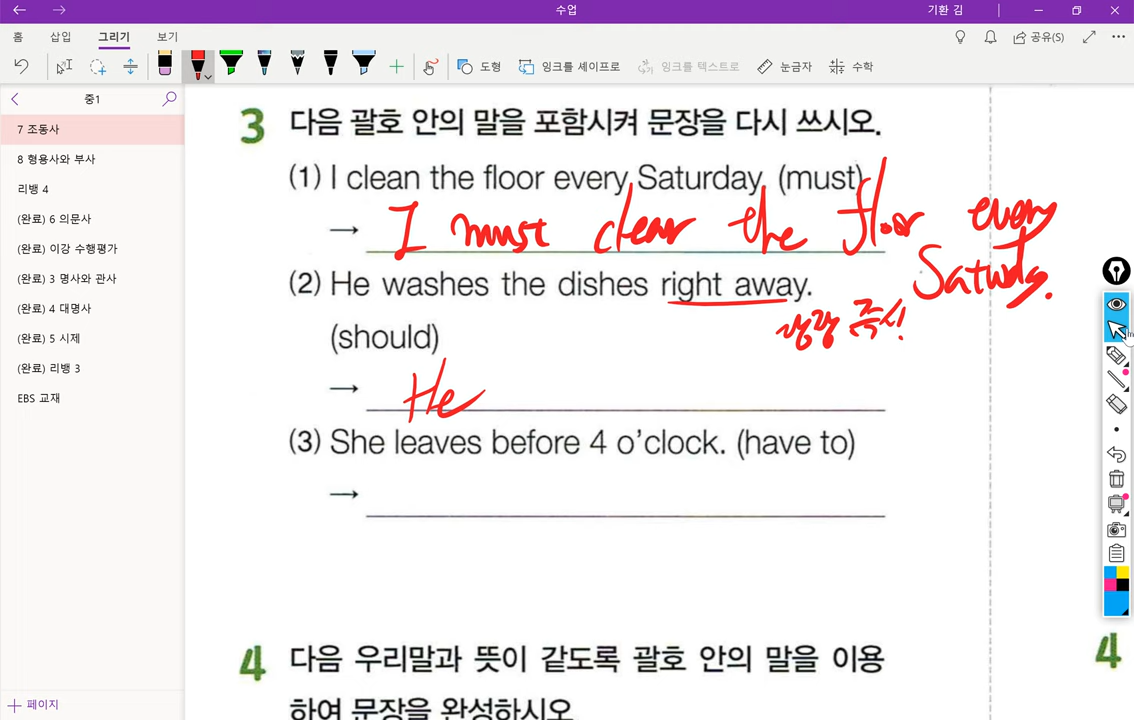 수업
기환 김
홈 삽입 그리기 보기
도형 잉크를 셰이프로 잉크를 텍스트로 눈금자 수학 공유(S)
중1
7 조동사
8 형용사와 부사
리뱅 4
(완료) 6 의문사
(완료) 이강 수행평가
(완료) 3 명사와 관사
(완료) 4 대명사
(완료) 5 시제
(완료) 리뱅 3
EBS 교재
페이지
3 다음 괄호 안의 말을 포함시켜 문장을 다시 쓰시오.
(1) I clean the floor every Saturday. (must)
→ I must clean the floor every
Saturday.
(2) He washes the dishes right away.
즉시!
(should)
→ He
(3) She leaves before 4 o'clock. (have to)
→
4 다음 우리말과 뜻이 같도록 괄호 안의 말을 이용
하여 문장을 완성하시오
4